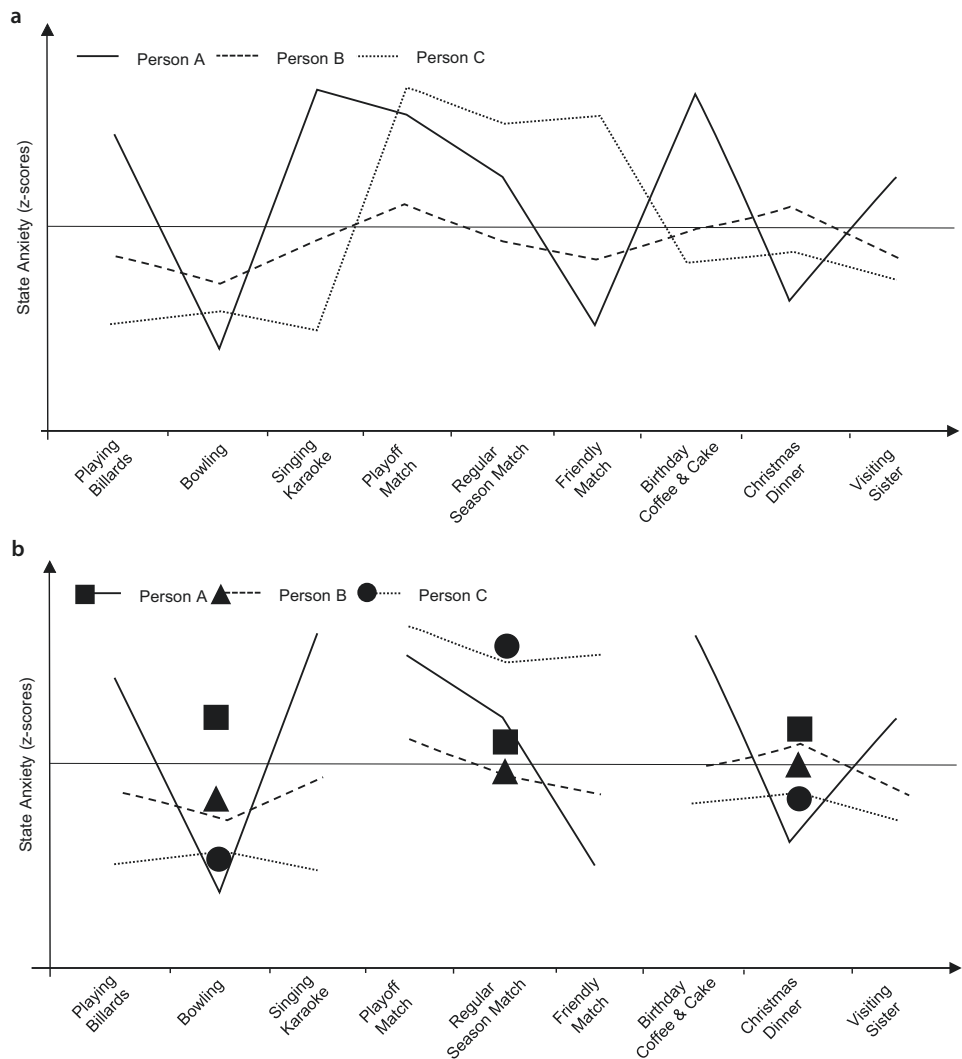 a
Person A Person B Person C
State Anxiety (z-scores)
Playing
Billards
Bowling
Singing
Karaoke
Playoff
Match
Regular
Season Match
Friendly
Match
Birthday
Coffee & Cake
Christmas
Dinner
Visiting
Sister
b
Person A Person B Person C
State Anxiety (z-scores)
Playing
Billards
Bowling
Singing
Karaoke
Playoff
Match
Regular
Season Match
Friendly
Match
Birthday
Coffee & Cake
Christmas
Dinner
Visiting
Sister